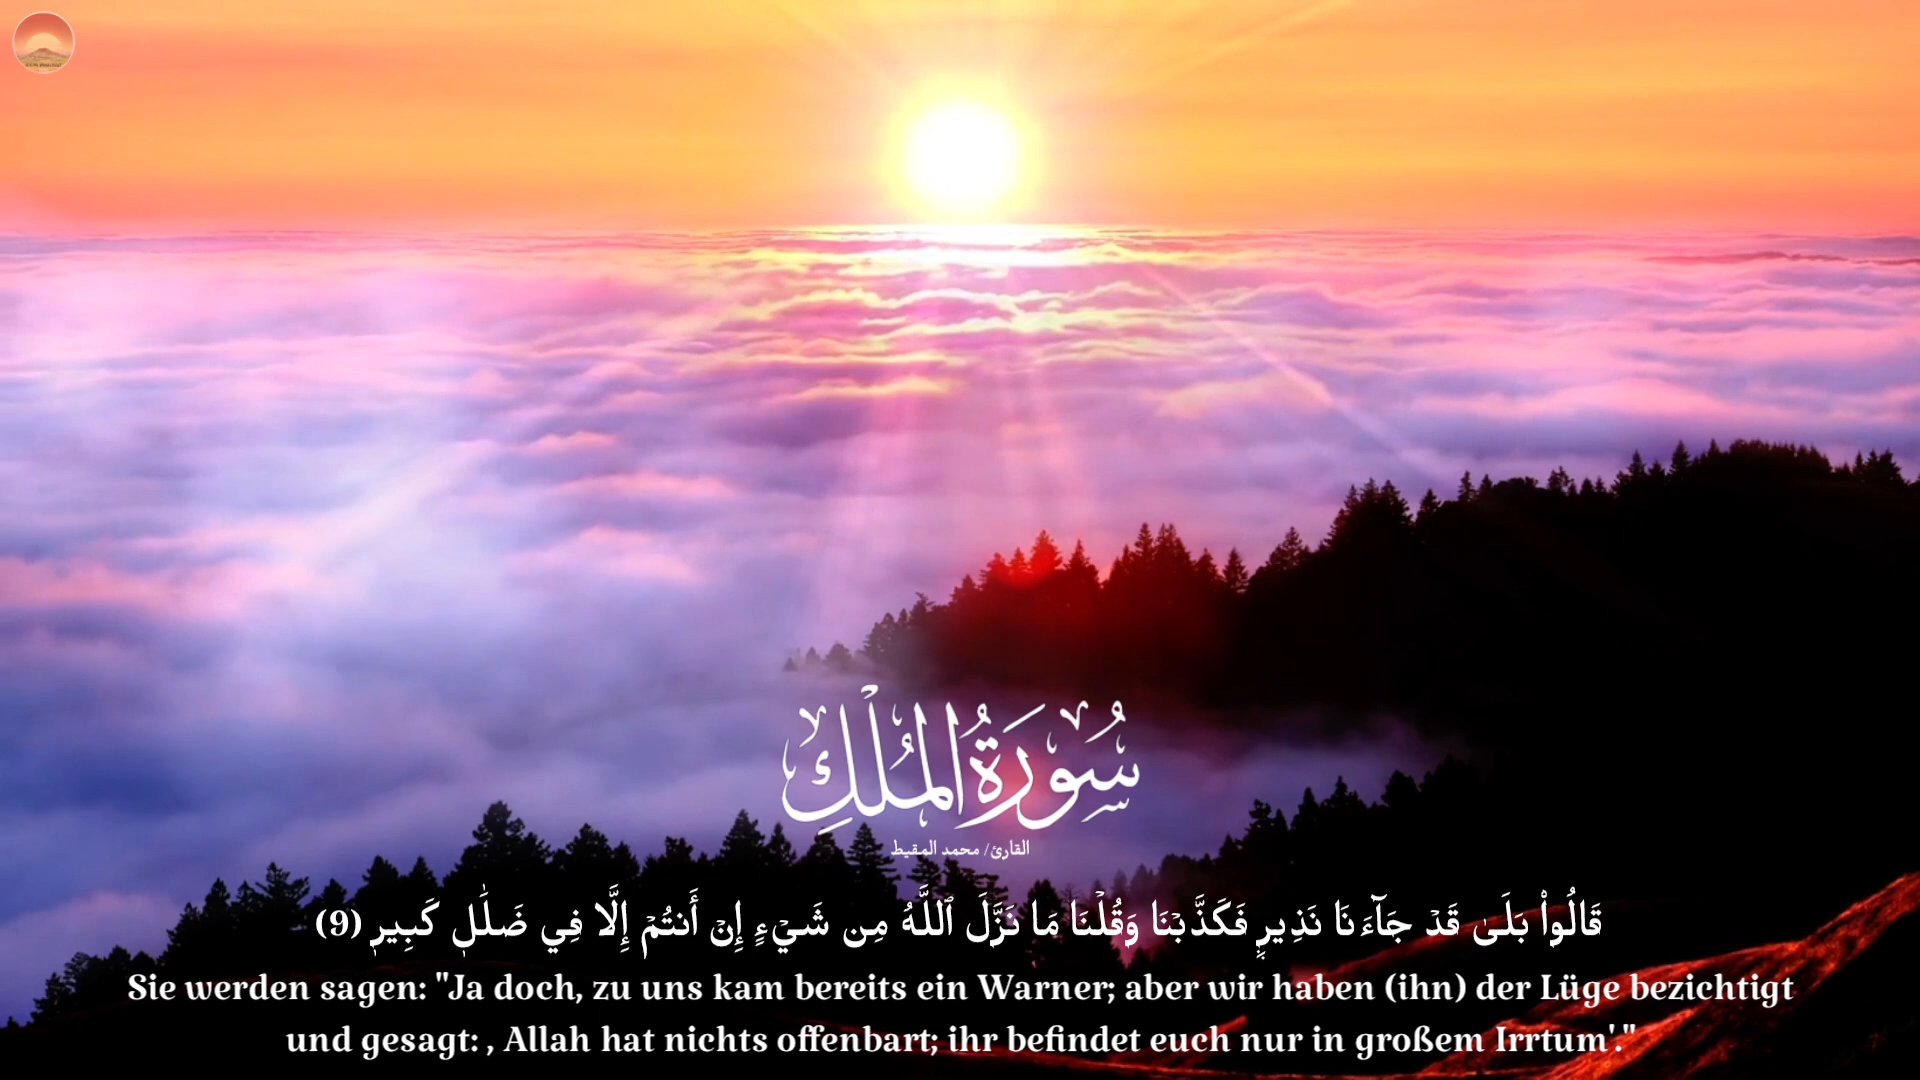 سُورَةُ المُلْكِ
القارئ/ محمد المقيط
قَالُواْ بَلَىٰ قَدۡ جَآءَنَا نَذِيرٞ فَكَذَّبۡنَا وَقُلۡنَا مَا نَزَّلَ ٱللَّهُ مِن شَيۡءٍ إِنۡ أَنتُمۡ إِلَّا فِي ضَلَٰلٖ كَبِيرٖ (9)
Sie werden sagen: "Ja doch, zu uns kam bereits ein Warner; aber wir haben (ihn) der Lüge bezichtigt
und gesagt: , Allah hat nichts offenbart; ihr befindet euch nur in großem Irrtum'."